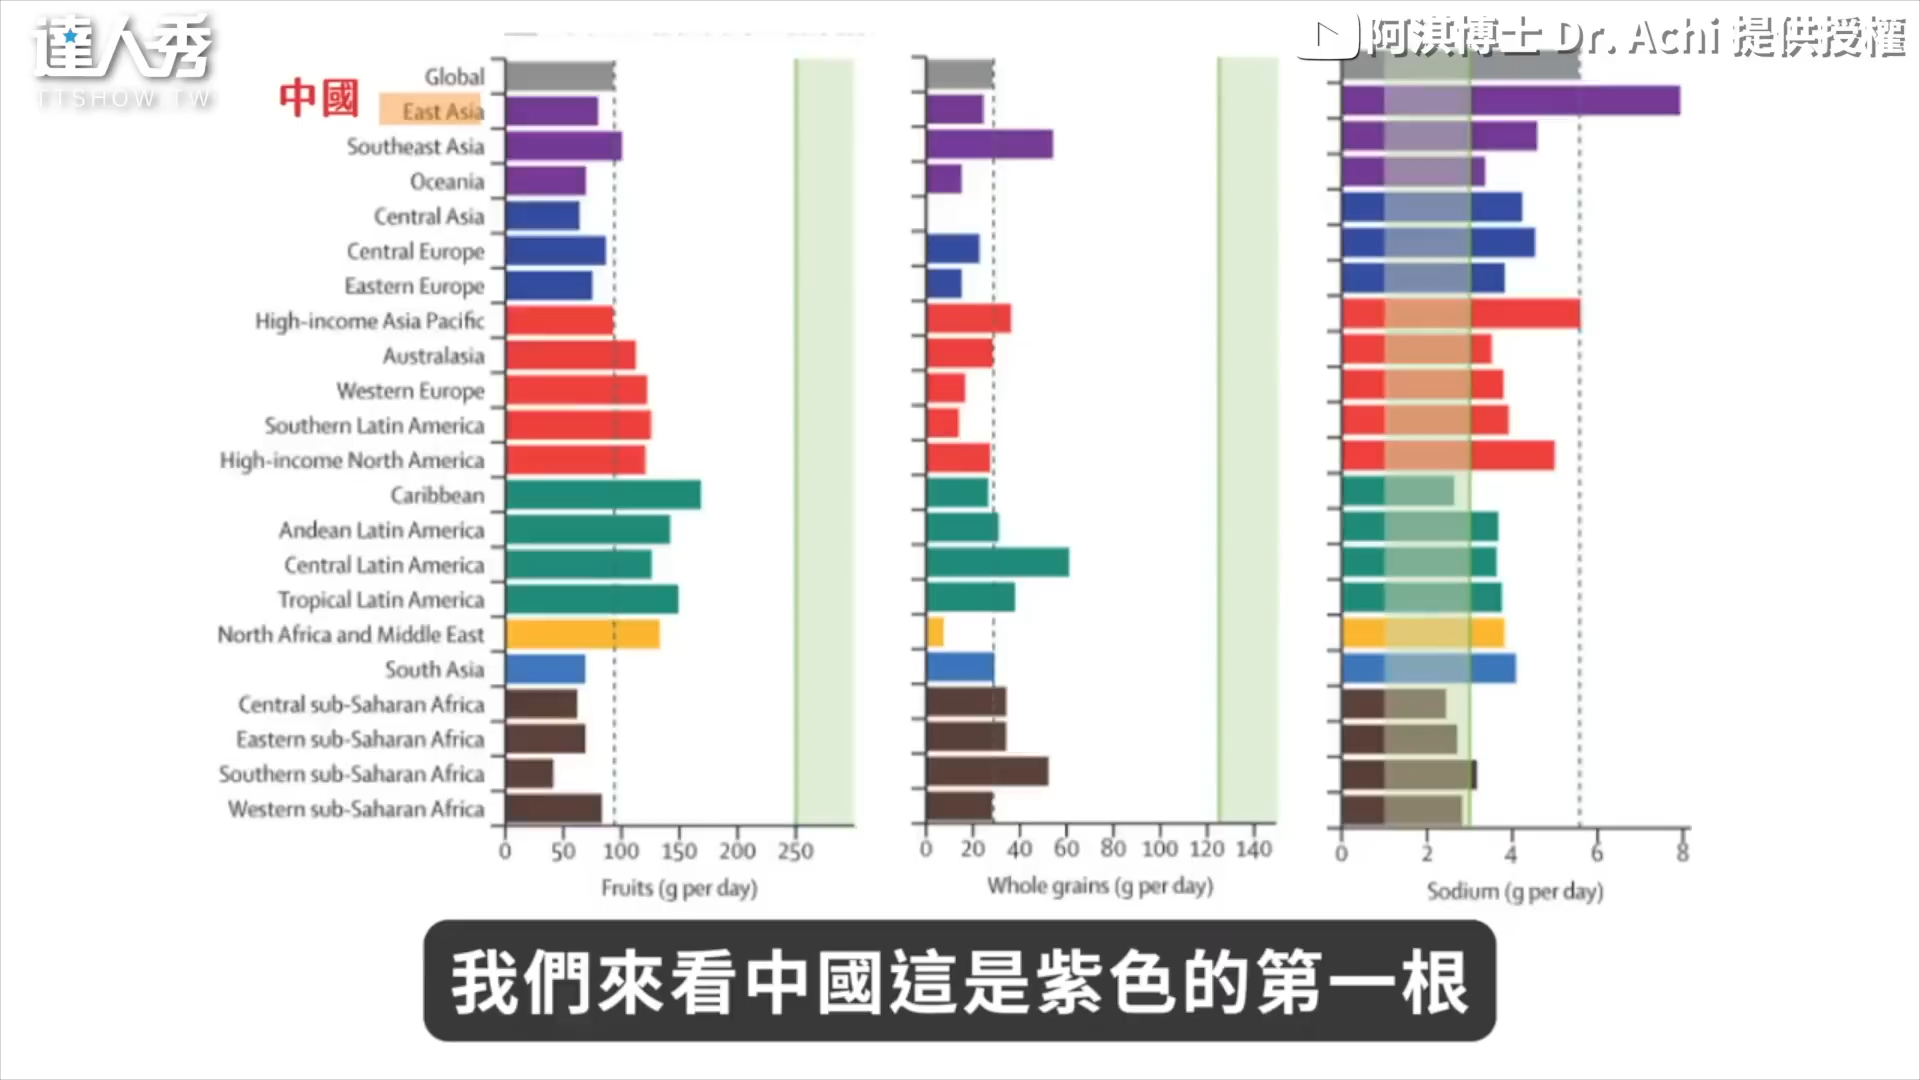 達人秀
TTSHOW.TW
阿淇博士 Dr. Achi 提供授權
中國
Global
East Asia
Southeast Asia
Oceania
Central Asia
Central Europe
Eastern Europe
High-income Asia Pacific
Australasia
Western Europe
Southern Latin America
High-income North America
Caribbean
Andean Latin America
Central Latin America
Tropical Latin America
North Africa and Middle East
South Asia
Central sub-Saharan Africa
Eastern sub-Saharan Africa
Southern sub-Saharan Africa
Western sub-Saharan Africa
0 50 100 150 200 250
Fruits (g per day)
0 20 40 60 80 100 120 140
Whole grains (g per day)
0 2 4 6 8
Sodium (g per day)
我們來看中國這是紫色的第一根